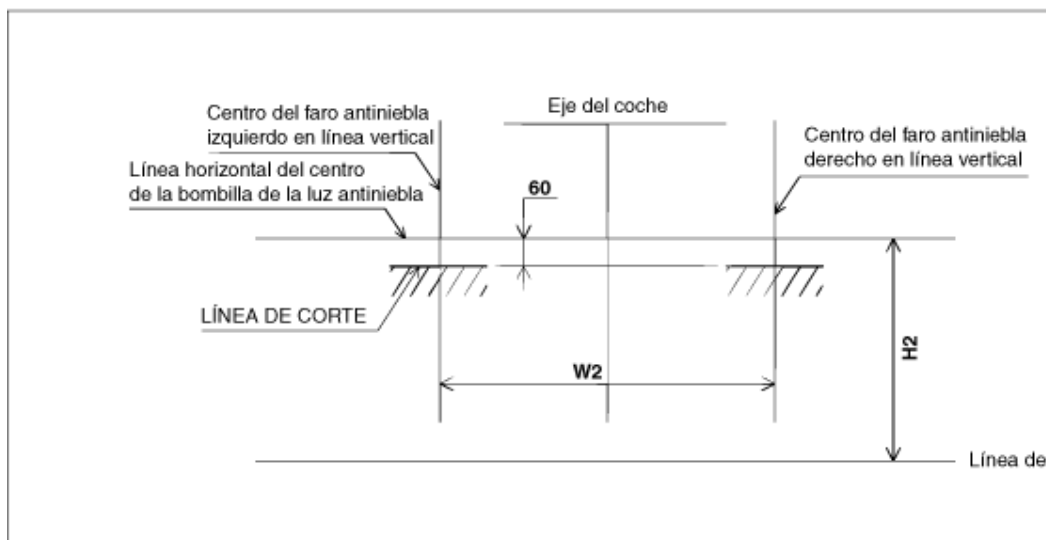 Centro del faro antiniebla
izquierdo en línea vertical
Eje del coche
Centro del faro antiniebla
derecho en línea vertical
Línea horizontal del centro
de la bombilla de la luz antiniebla
60
LÍNEA DE CORTE
W2
H2
Línea de